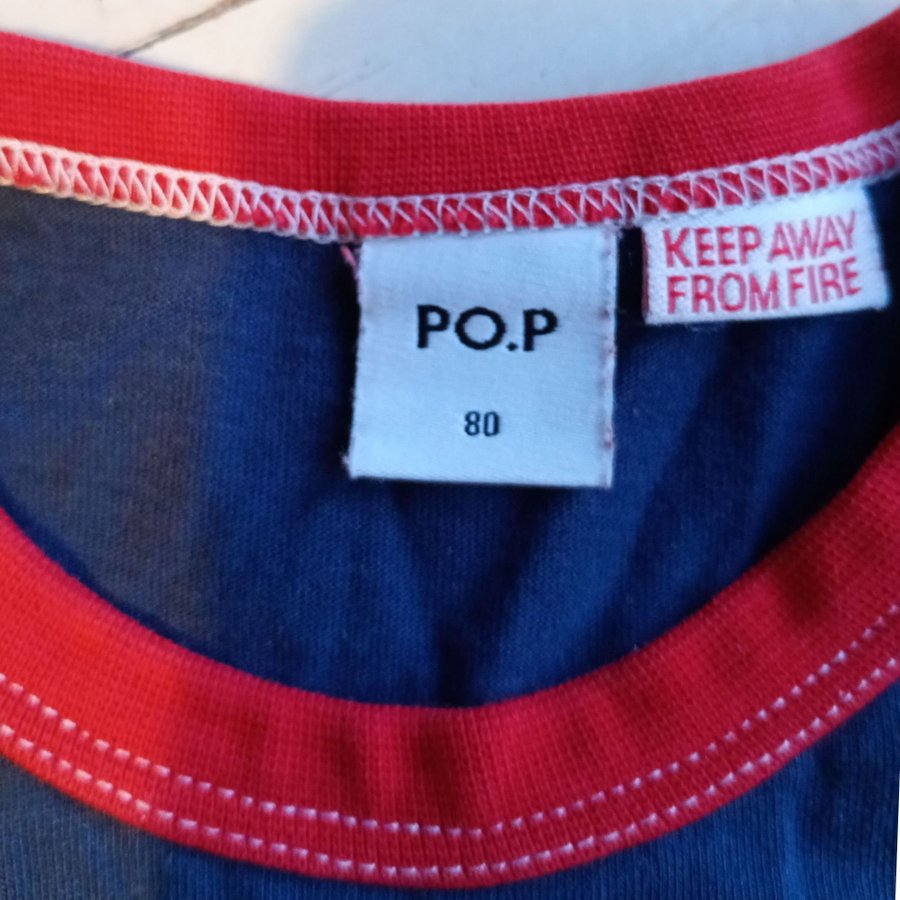 PO.P
80
KEEP AWAY
FROM FIRE